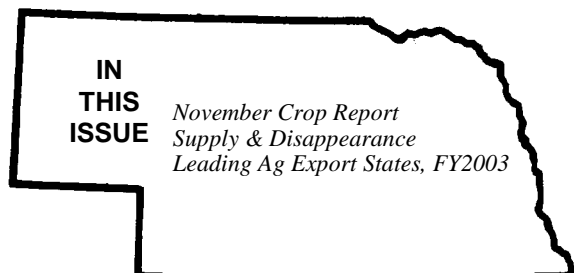 IN
THIS
ISSUE
November Crop Report
Supply & Disappearance
Leading Ag Export States, FY2003